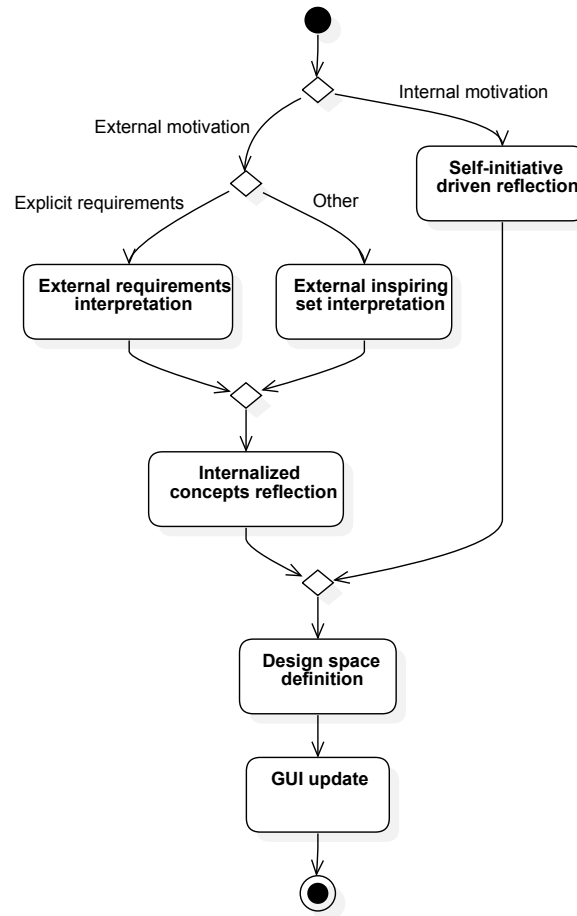 Internal motivation
External motivation
Self-initiative
driven reflection
Explicit requirements
Other
External requirements
interpretation
External inspiring
set interpretation
Internalized
concepts reflection
Design space
definition
GUI update